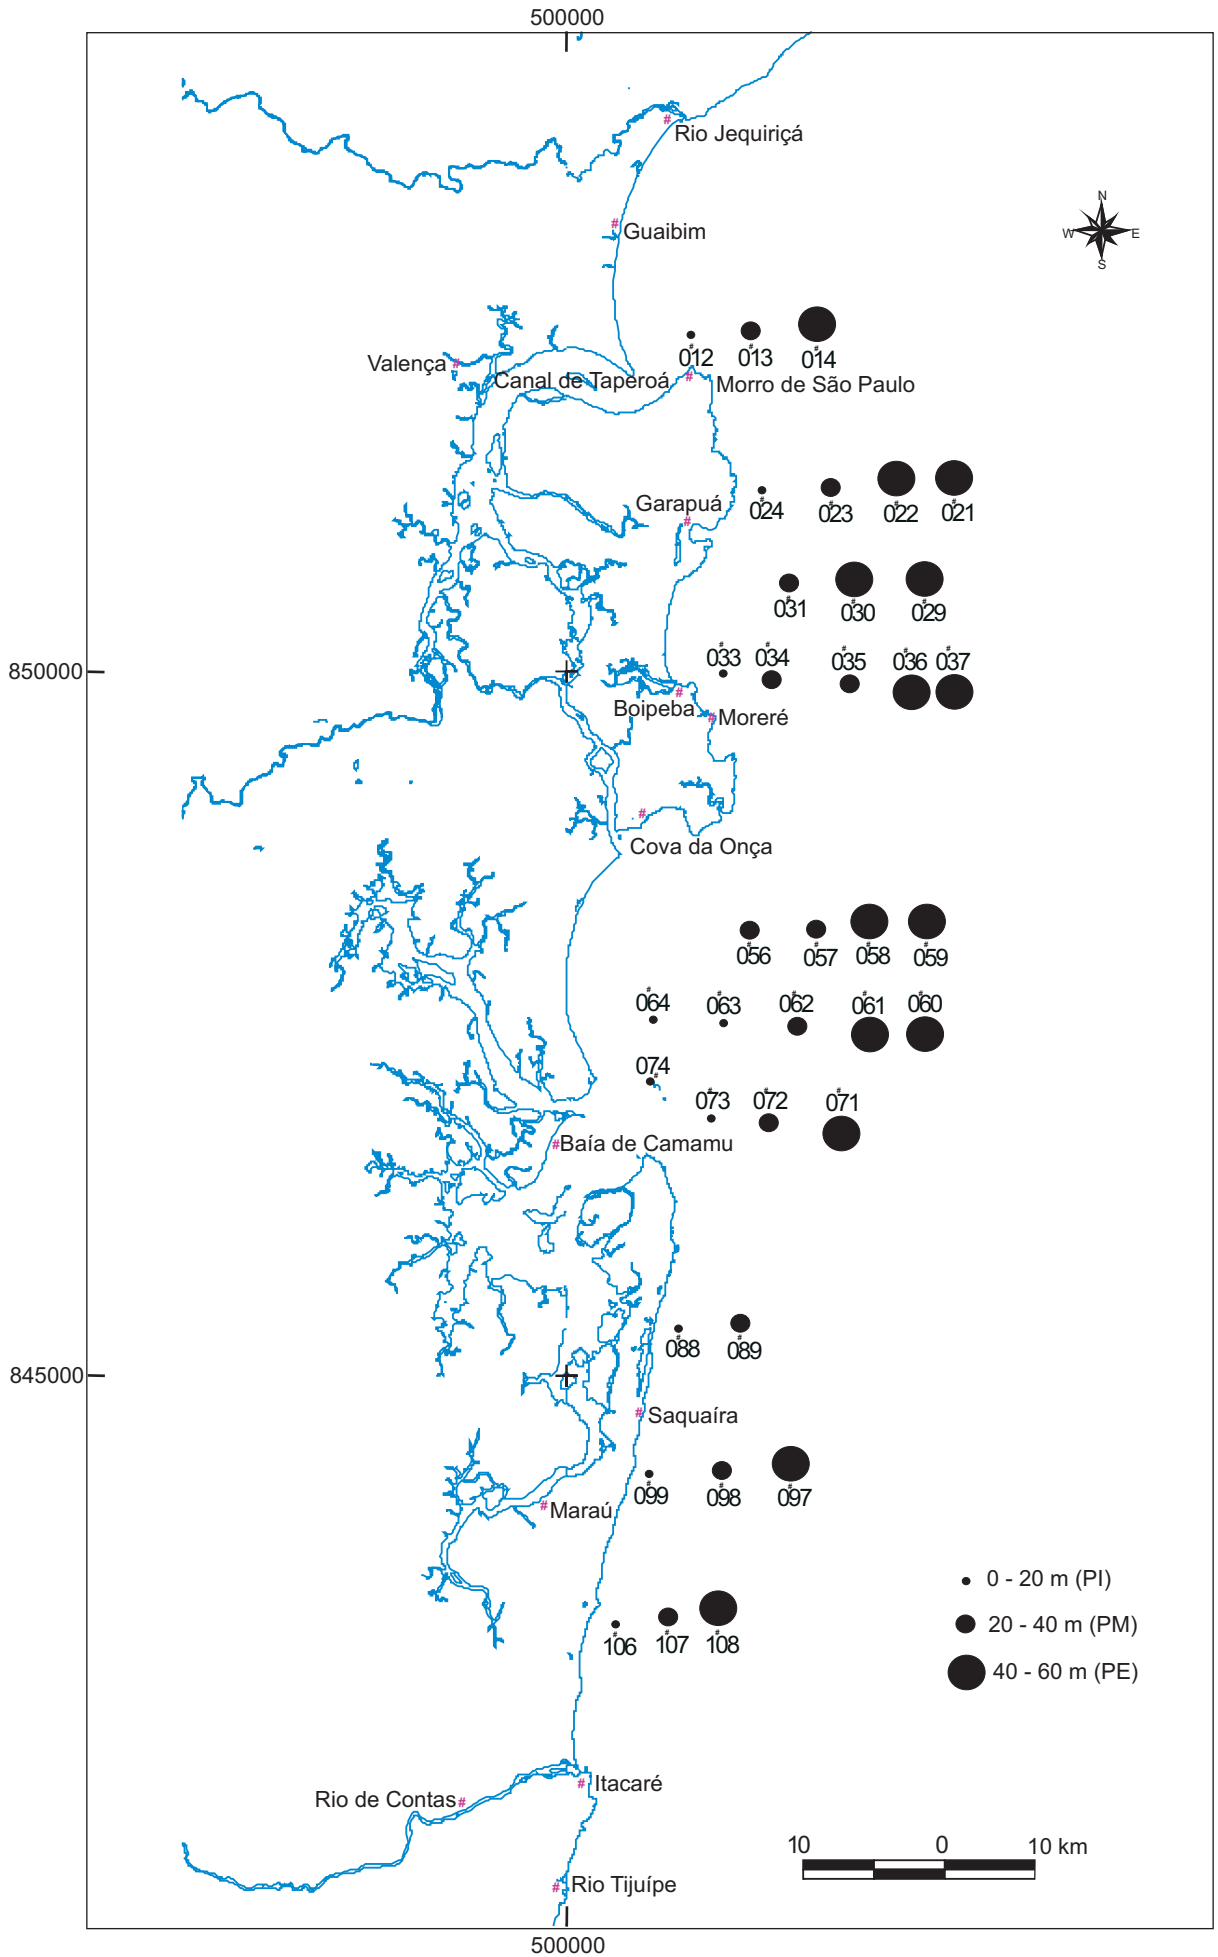 500000
Rio Jequiriçá
N
W E
S
Guaibim
012 013 014
Valença
Canal de Taperoá
Morro de São Paulo
Garapuá
024 023 022 021
031 030 029
033 034 035 036 037
850000
Boipeba
Moreré
Cova da Onça
056 057 058 059
064 063 062 061 060
074
073 072 071
Baía de Camamu
088 089
845000
Saquaíra
099 098 097
Maraú
0 - 20 m (PI)
20 - 40 m (PM)
40 - 60 m (PE)
106 107 108
Itacaré
Rio de Contas
10 0 10 km
Rio Tijuípe
500000